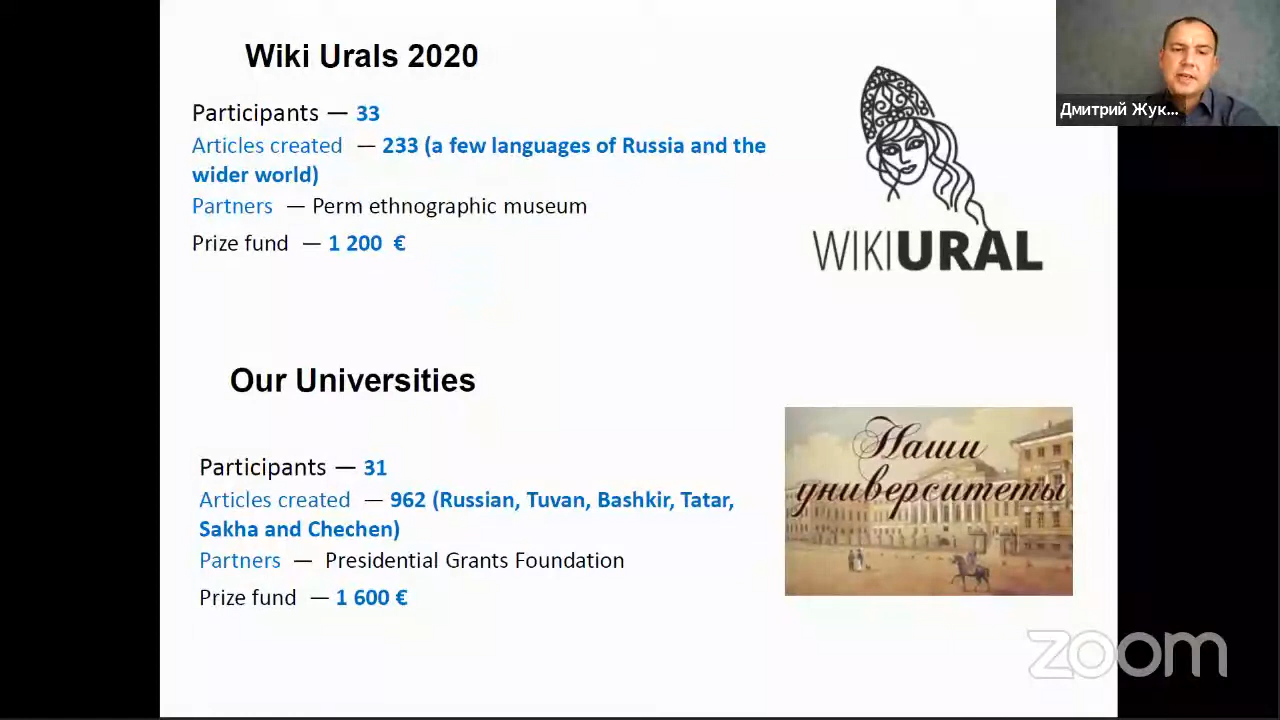 Wiki Urals 2020
Participants — 33
Articles created — 233 (a few languages of Russia and the
wider world)
Partners — Perm ethnographic museum
Prize fund — 1 200 €
WIKIURAL
Дмитрий Жук...
Our Universities
Participants — 31
Articles created — 962 (Russian, Tuvan, Bashkir, Tatar,
Sakha and Chechen)
Partners — Presidential Grants Foundation
Prize fund — 1 600 €
Наши
университеты
zoom